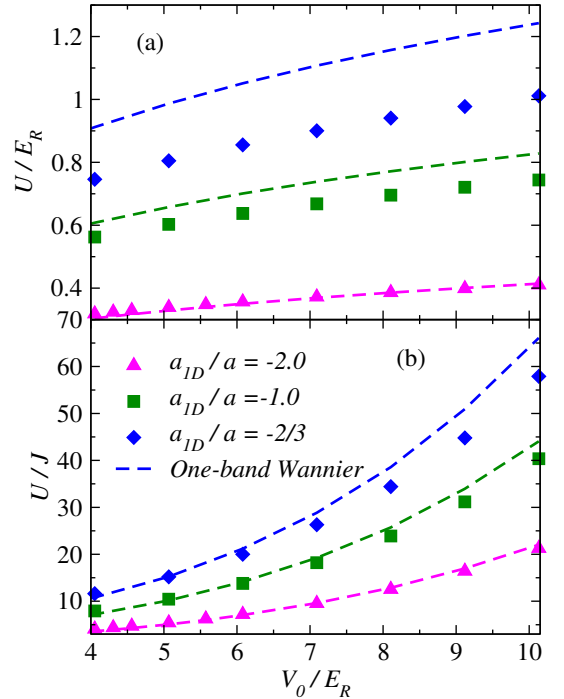 (a)
1.2
1
0.8
0.6
0.4
U / E_R
70
60
50
40
30
20
10
U / J
(b)
a_1D / a = -2.0
a_1D / a =-1.0
a_1D / a = -2/3
One-band Wannier
4 5 6 7 8 9 10
V_0 / E_R